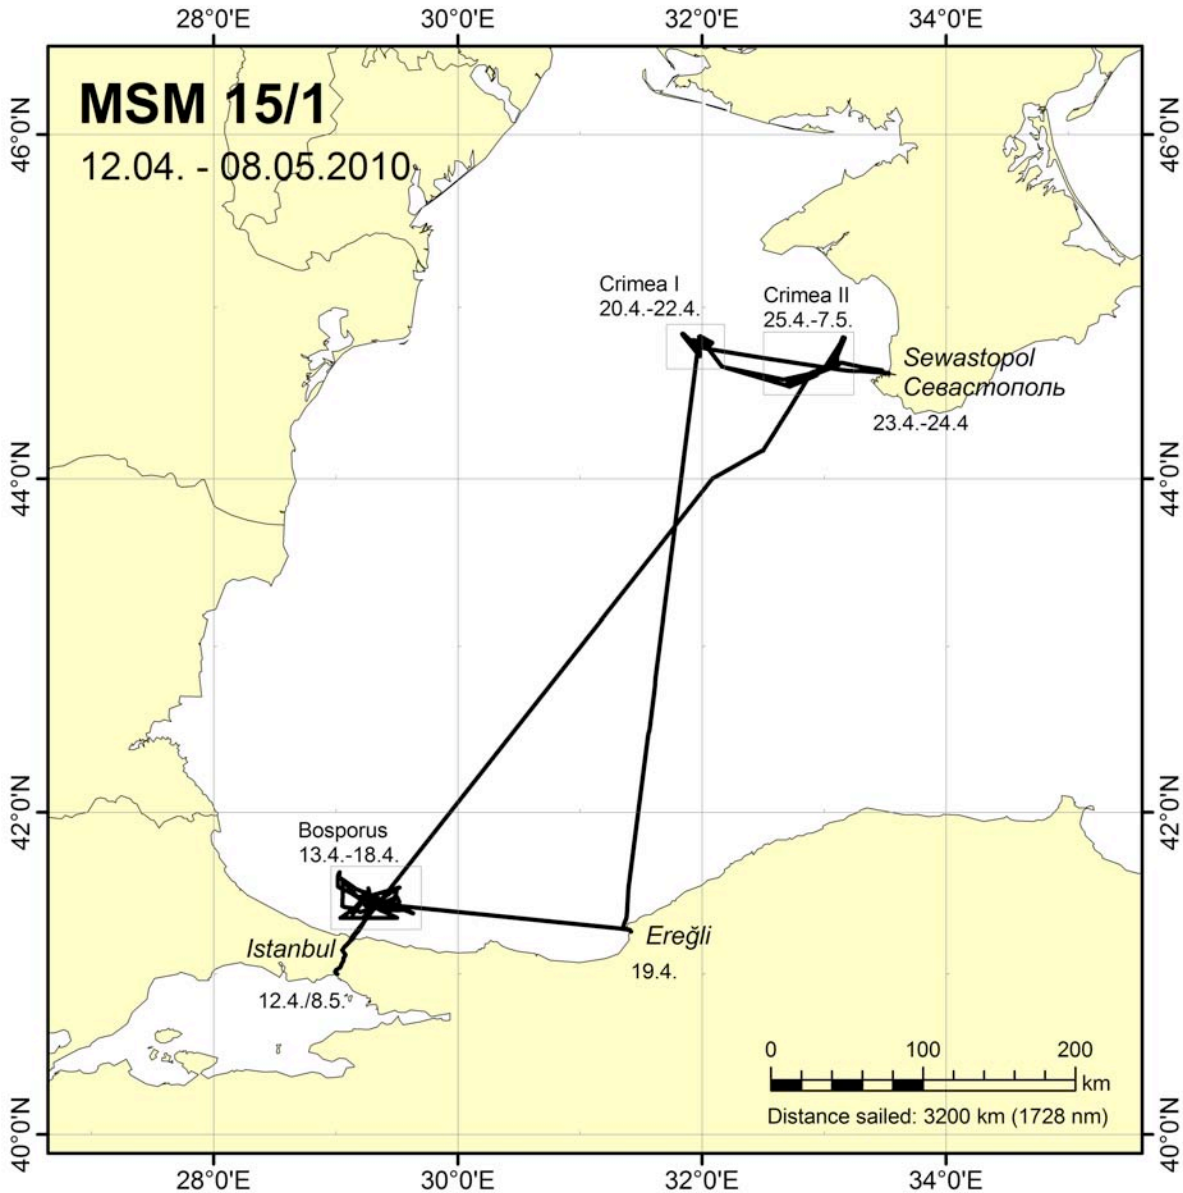 28°0'E 30°0'E 32°0'E 34°0'E
MSM 15/1
12.04. - 08.05.2010
46°0'N 46°0'N
Crimea I
20.4.-22.4.
Crimea II
25.4.-7.5.
Sewastopol
Севастополь
23.4.-24.4
44°0'N 44°0'N
42°0'N 42°0'N
Bosporus
13.4.-18.4.
Istanbul
12.4./8.5.
Ereğli
19.4.
0 100 200
km
Distance sailed: 3200 km (1728 nm)
40°0'N 40°0'N
28°0'E 30°0'E 32°0'E 34°0'E